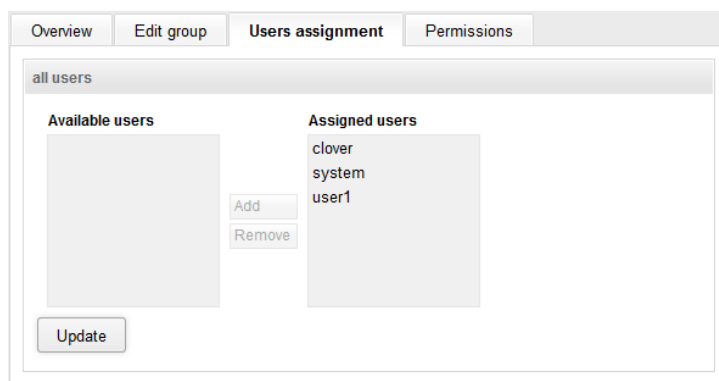 Overview Edit group Users assignment Permissions
all users
Available users Assigned users
clover
system
Add user1
Remove
Update